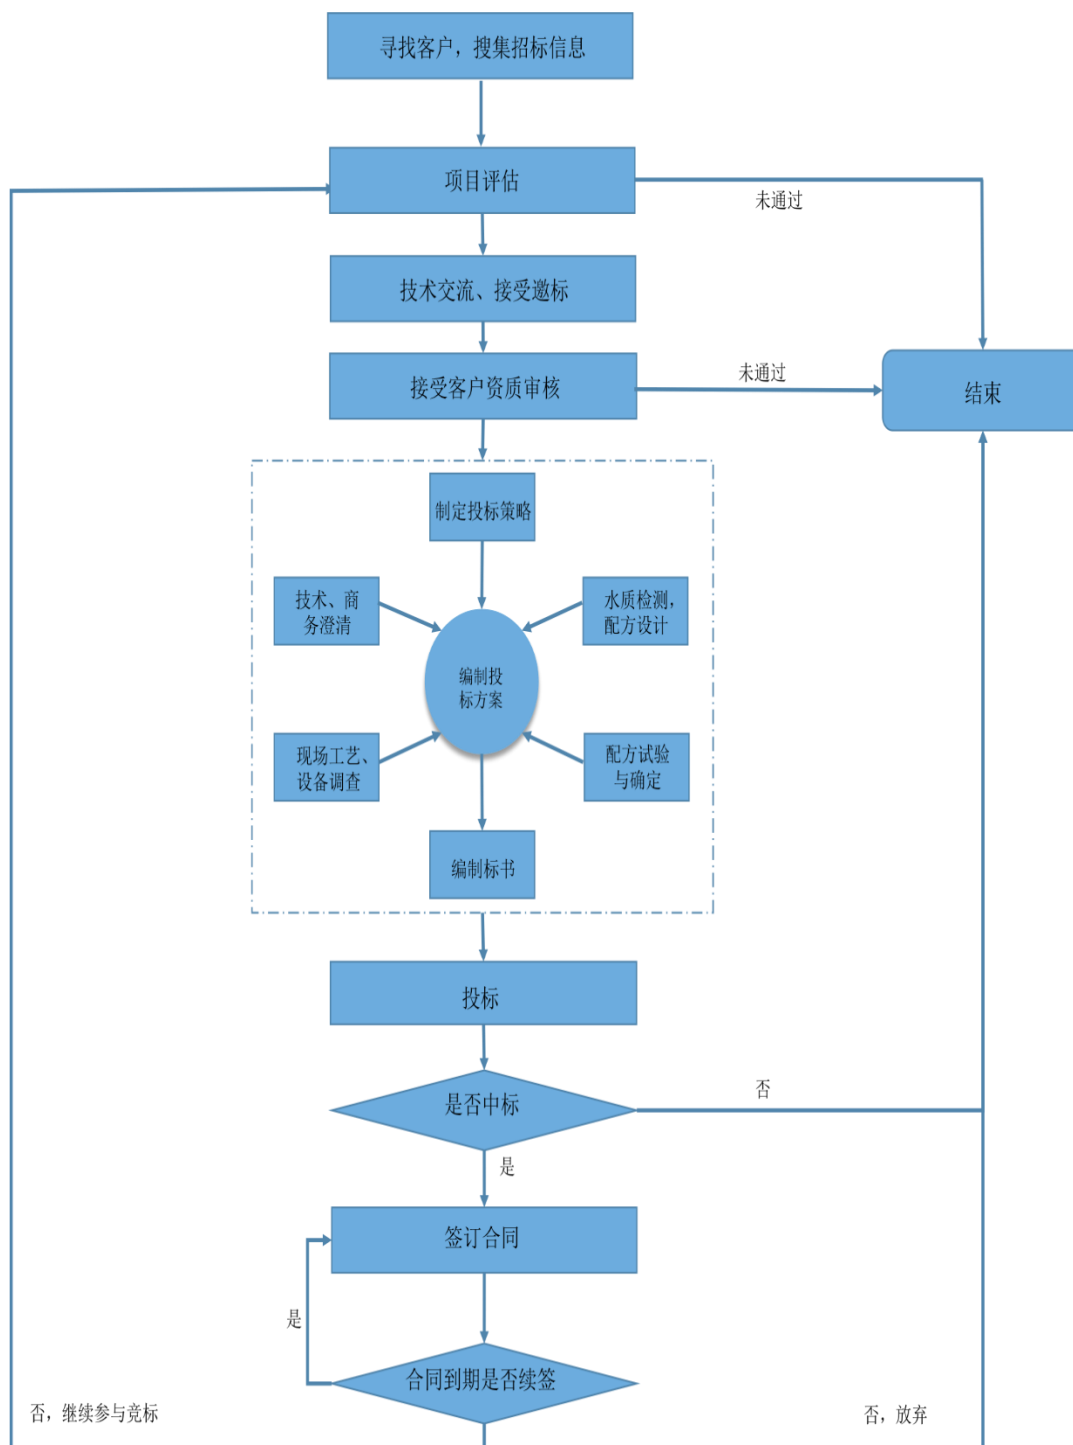 寻找客户，搜集招标信息
项目评估
未通过
技术交流、接受邀标
接受客户资质审核
未通过
结束
制定投标策略
技术、商
务澄清
水质检测，
配方设计
编制投
标方案
现场工艺、
设备调查
配方试验
与确定
编制标书
投标
是否中标
否
是
签订合同
是
合同到期是否续签
否，继续参与竞标
否，放弃